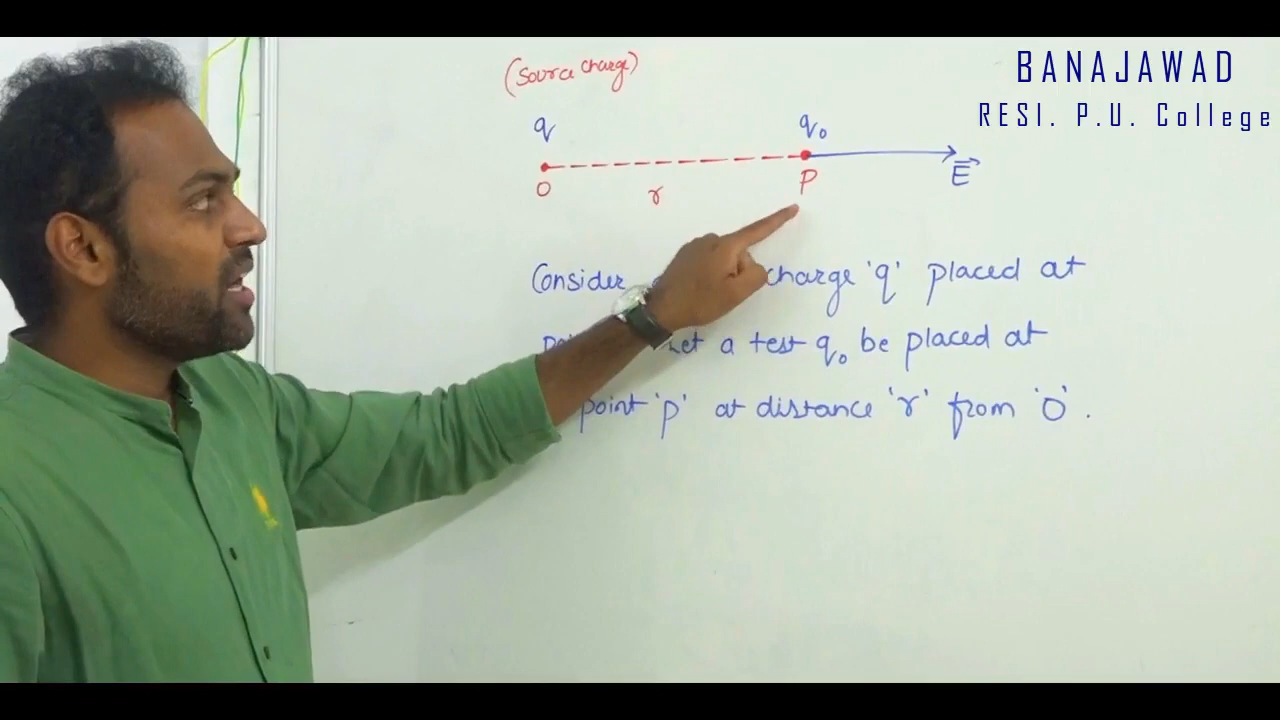 BANAJAWAD
RESI. P.U. College
(Source charge)
q q₀
O r P E⃗
Consider charge 'q' placed at
Let a test q₀ be placed at
point 'p' at distance 'r' from 'O'.